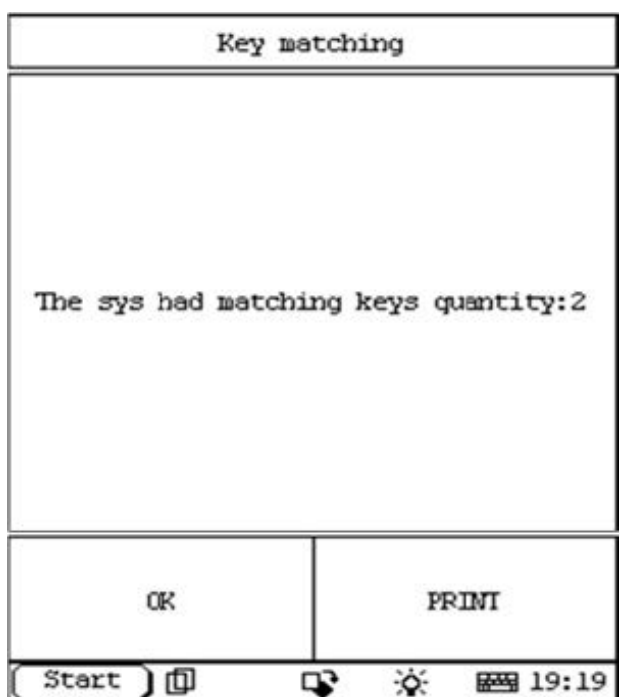 Key matching
The sys had matching keys quantity:2
OK
PRINT
Start
19:19